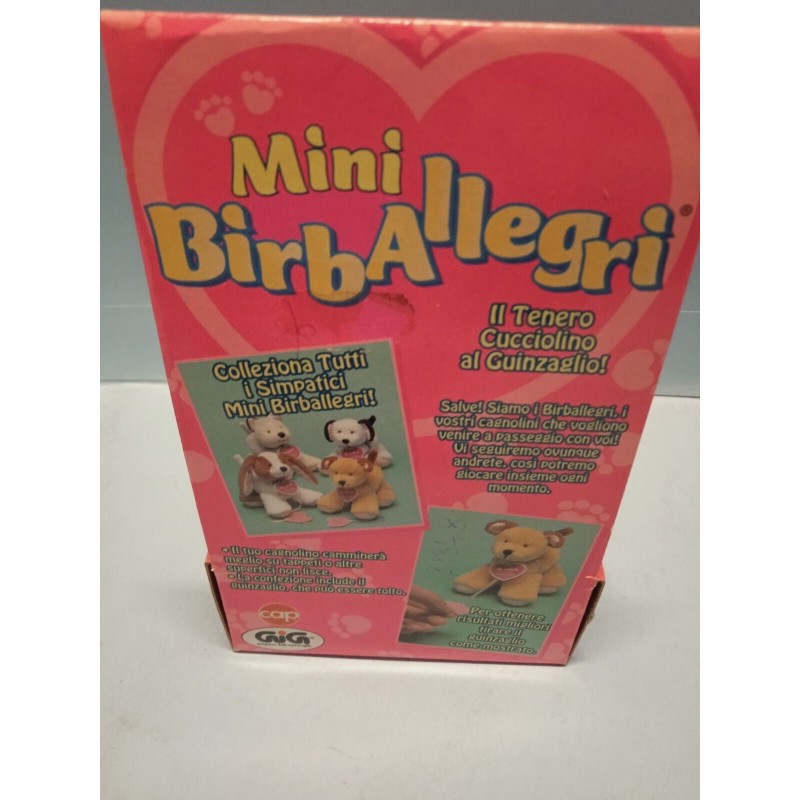 Mini
BirbAllegri®
Il Tenero
Cucciolino
al Guinzaglio!
Colleziona Tutti
i Simpatici
Mini Birballegri!
Salve! Siamo i Birballegri, i
vostri cagnolini che vogliono
venire a passeggio con voi!
Vi seguiremo ovunque
andrete, così potremo
giocare insieme ogni
momento.
• Il tuo cagnolino camminerà
meglio su tappeti o altre
superfici non lisce.
• La confezione include il
guinzaglio, che può essere tolto.
Per ottenere
risultati migliori
tirare il
guinzaglio
come mostrato.
cap
GiGi®